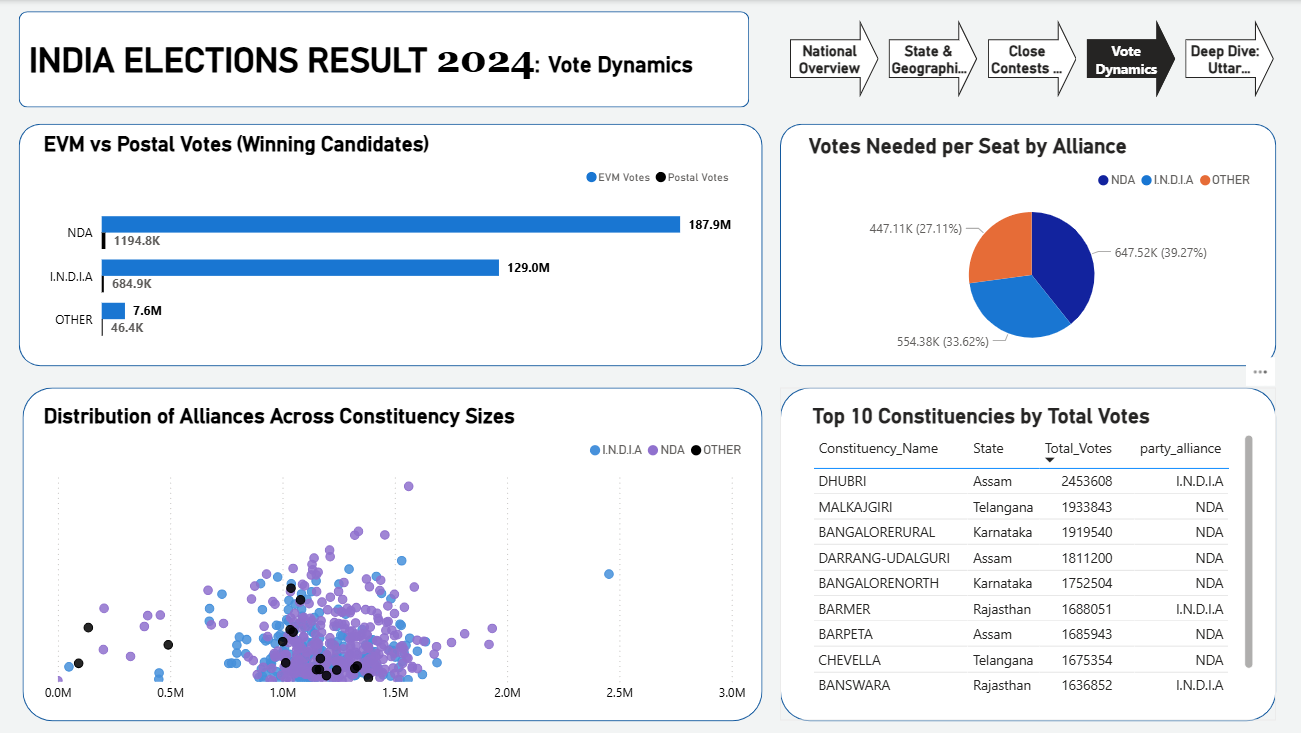 INDIA ELECTIONS RESULT 2024: Vote Dynamics
National
Overview
State &
Geographi...
Close
Contests ...
Vote
Dynamics
Deep Dive:
Uttar...
EVM vs Postal Votes (Winning Candidates)
EVM Votes Postal Votes
NDA 187.9M
1194.8K
I.N.D.I.A 129.0M
684.9K
OTHER 7.6M
46.4K
Votes Needed per Seat by Alliance
NDA I.N.D.I.A OTHER
447.11K (27.11%)
647.52K (39.27%)
554.38K (33.62%)
Distribution of Alliances Across Constituency Sizes
I.N.D.I.A NDA OTHER
0.0M 0.5M 1.0M 1.5M 2.0M 2.5M 3.0M
Top 10 Constituencies by Total Votes
Constituency_Name State Total_Votes party_alliance
DHUBRI Assam 2453608 I.N.D.I.A
MALKAJGIRI Telangana 1933843 NDA
BANGALORERURAL Karnataka 1919540 NDA
DARRANG-UDALGURI Assam 1811200 NDA
BANGALORENORTH Karnataka 1752504 NDA
BARMER Rajasthan 1688051 I.N.D.I.A
BARPETA Assam 1685943 NDA
CHEVELLA Telangana 1675354 NDA
BANSWARA Rajasthan 1636852 I.N.D.I.A